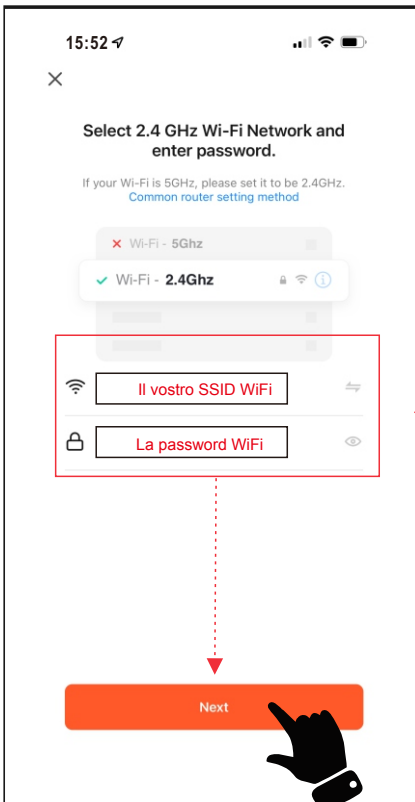 15:52
Select 2.4 GHz Wi-Fi Network and
enter password.
If your Wi-Fi is 5GHz, please set it to be 2.4GHz.
Common router setting method
Wi-Fi - 5Ghz
Wi-Fi - 2.4Ghz
Il vostro SSID WiFi
La password WiFi
Next